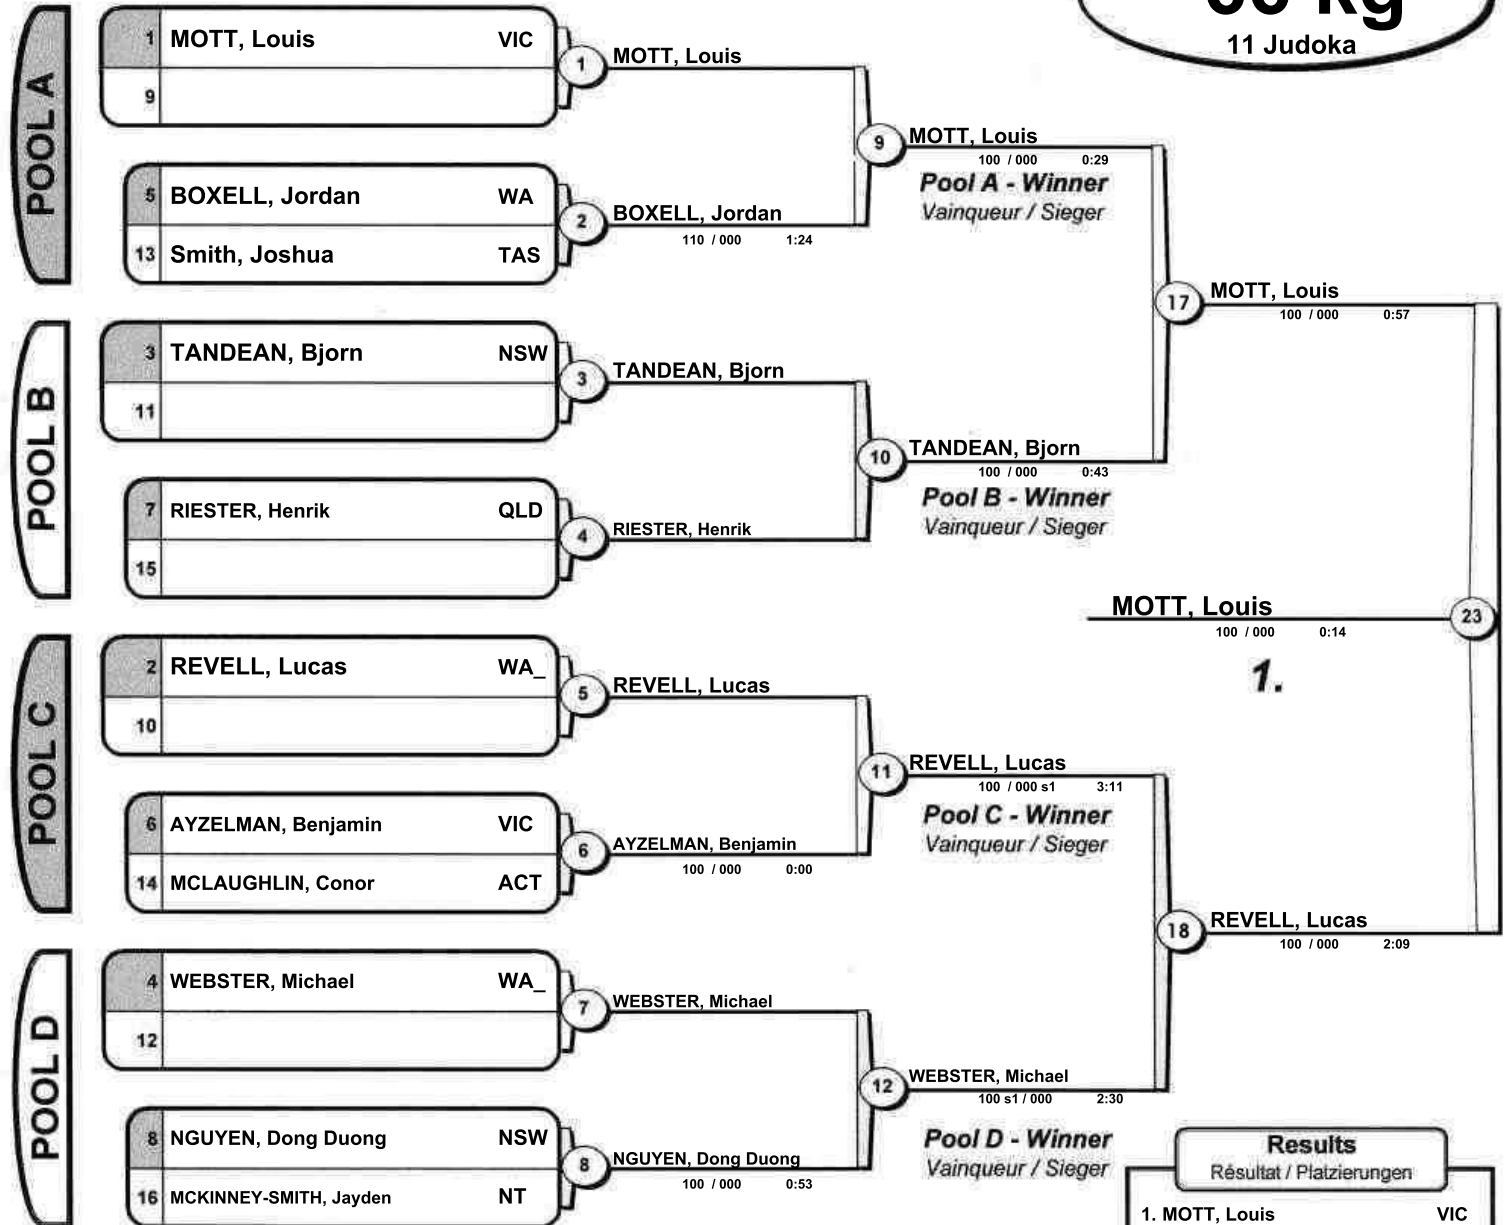 11 Judoka
POOL A
1 MOTT, Louis VIC
9
1 MOTT, Louis
5 BOXELL, Jordan WA
13 Smith, Joshua TAS
2 BOXELL, Jordan
110 / 000 1:24
9 MOTT, Louis
100 / 000 0:29
Pool A - Winner
Vainqueur / Sieger
POOL B
3 TANDEAN, Bjorn NSW
11
3 TANDEAN, Bjorn
7 RIESTER, Henrik QLD
15
4 RIESTER, Henrik
10 TANDEAN, Bjorn
100 / 000 0:43
Pool B - Winner
Vainqueur / Sieger
17 MOTT, Louis
100 / 000 0:57
MOTT, Louis 23
100 / 000 0:14
1.
POOL C
2 REVELL, Lucas WA_
10
5 REVELL, Lucas
6 AYZELMAN, Benjamin VIC
14 MCLAUGHLIN, Conor ACT
6 AYZELMAN, Benjamin
100 / 000 0:00
11 REVELL, Lucas
100 / 000 s1 3:11
Pool C - Winner
Vainqueur / Sieger
POOL D
4 WEBSTER, Michael WA_
12
7 WEBSTER, Michael
8 NGUYEN, Dong Duong NSW
16 MCKINNEY-SMITH, Jayden NT
8 NGUYEN, Dong Duong
100 / 000 0:53
12 WEBSTER, Michael
100 s1 / 000 2:30
Pool D - Winner
Vainqueur / Sieger
18 REVELL, Lucas
100 / 000 2:09
Results
Résultat / Platzierungen
1. MOTT, Louis VIC